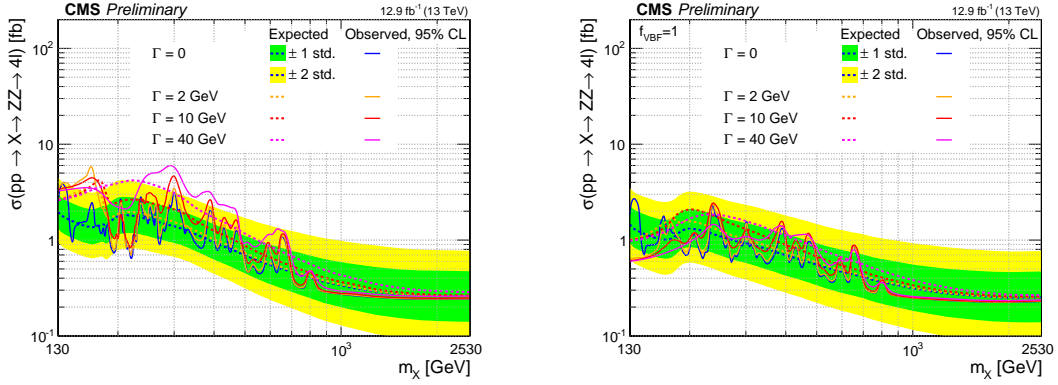 CMS Preliminary 12.9 fb⁻¹ (13 TeV)
Expected Observed, 95% CL
Γ = 0 ± 1 std.
± 2 std.
Γ = 2 GeV
Γ = 10 GeV
Γ = 40 GeV
σ(pp → X→ ZZ→ 4l) [fb]
10²
10
1
10⁻¹
130 10³ 2530
m_X [GeV]
CMS Preliminary 12.9 fb⁻¹ (13 TeV)
f_VBF=1 Expected Observed, 95% CL
Γ = 0 ± 1 std.
± 2 std.
Γ = 2 GeV
Γ = 10 GeV
Γ = 40 GeV
σ(pp → X→ ZZ→ 4l) [fb]
10²
10
1
10⁻¹
130 10³ 2530
m_X [GeV]